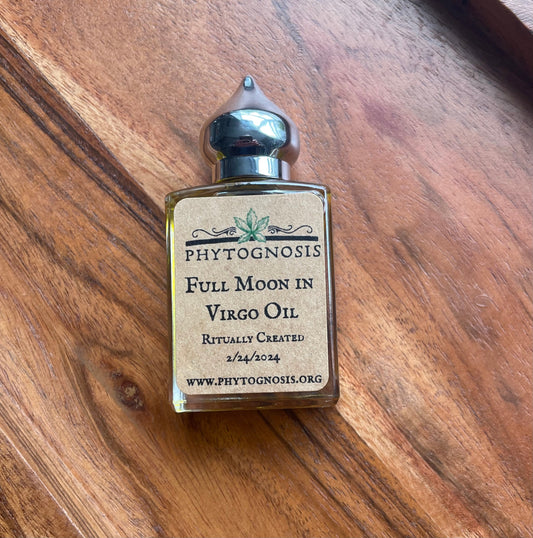 PHYTOGNOSIS
FULL MOON IN
VIRGO OIL
RITUALLY CREATED
2/24/2024
WWW.PHYTOGNOSIS.ORG